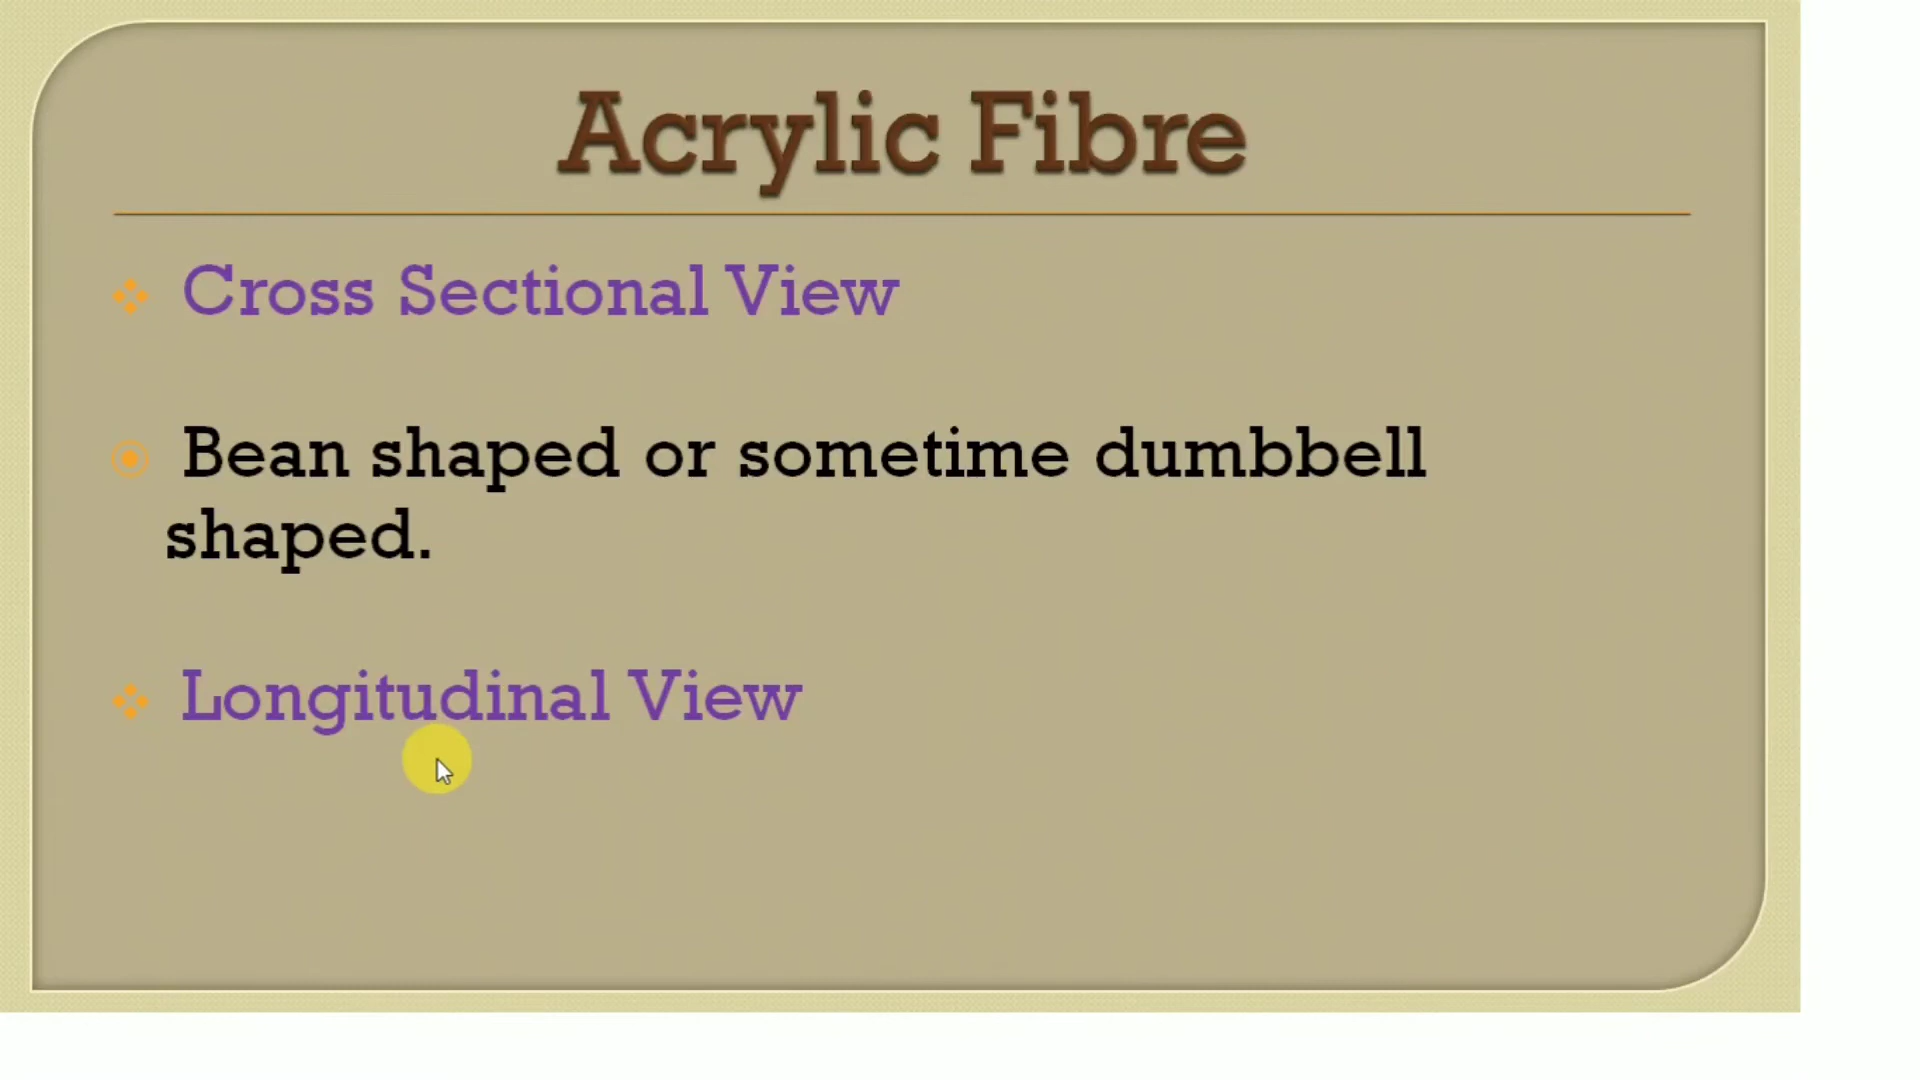 Acrylic Fibre
Cross Sectional View
Bean shaped or sometime dumbbell
shaped.
Longitudinal View